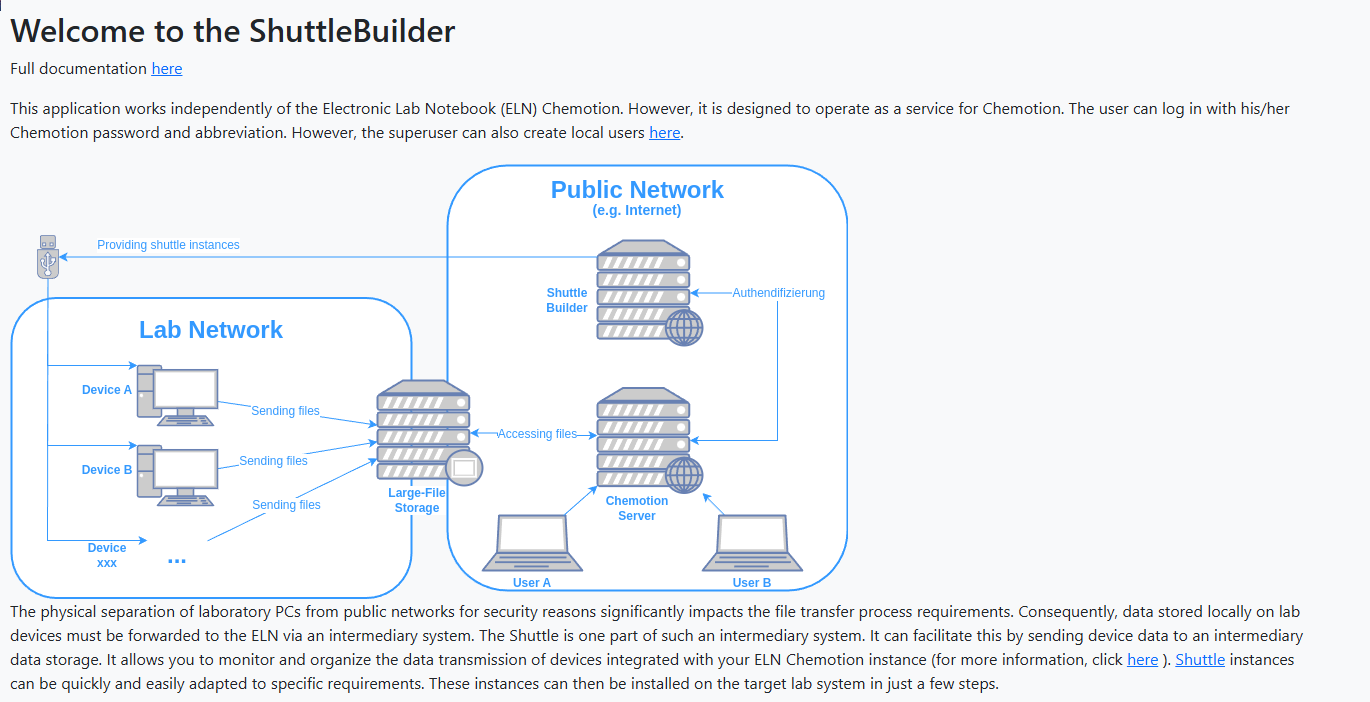 Welcome to the ShuttleBuilder
Full documentation here
This application works independently of the Electronic Lab Notebook (ELN) Chemotion. However, it is designed to operate as a service for Chemotion. The user can log in with his/her
Chemotion password and abbreviation. However, the superuser can also create local users here.
Public Network
(e.g. Internet)
Providing shuttle instances
Shuttle
Builder
Authendifizierung
Lab Network
Device A
Sending files
Accessing files
Device B
Sending files
Large-File
Storage
Sending files
Chemotion
Server
Device
xxx
...
User A
User B
The physical separation of laboratory PCs from public networks for security reasons significantly impacts the file transfer process requirements. Consequently, data stored locally on lab
devices must be forwarded to the ELN via an intermediary system. The Shuttle is one part of such an intermediary system. It can facilitate this by sending device data to an intermediary
data storage. It allows you to monitor and organize the data transmission of devices integrated with your ELN Chemotion instance (for more information, click here ). Shuttle instances
can be quickly and easily adapted to specific requirements. These instances can then be installed on the target lab system in just a few steps.